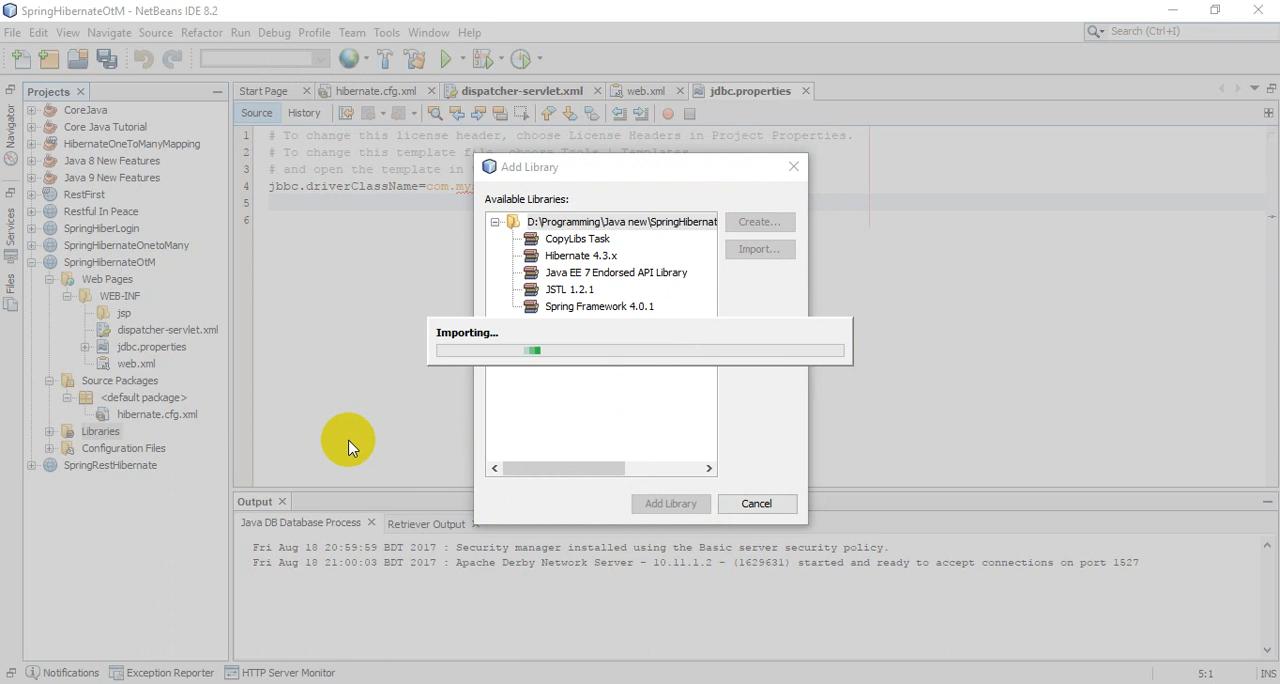 SpringHibernateOtM - NetBeans IDE 8.2
File Edit View Navigate Source Refactor Run Debug Profile Team Tools Window Help
Search (Ctrl+I)
Projects
Start Page hibernate.cfg.xml dispatcher-servlet.xml web.xml jdbc.properties
Source History
Navigator
Services
Files
CoreJava
Core Java Tutorial
HibernateOneToManyMapping
Java 8 New Features
Java 9 New Features
RestFirst
Restful In Peace
SpringHiberLogin
SpringHibernateOnetoMany
SpringHibernateOtM
Web Pages
WEB-INF
jsp
dispatcher-servlet.xml
jdbc.properties
web.xml
Source Packages
<default package>
hibernate.cfg.xml
Libraries
Configuration Files
SpringRestHibernate
1 # To change this license header, choose License Headers in Project Properties.
2 # To change this template file, choose Tools | Templates
3 # and open the template in
4 jbbc.driverClassName=com.mys
5
6
Add Library
Available Libraries:
D:\Programming\Java new\SpringHibernat
CopyLibs Task
Hibernate 4.3.x
Java EE 7 Endorsed API Library
JSTL 1.2.1
Spring Framework 4.0.1
Create...
Import...
Importing...
Add Library Cancel
Output
Java DB Database Process Retriever Output
Fri Aug 18 20:59:59 BDT 2017 : Security manager installed using the Basic server security policy.
Fri Aug 18 21:00:03 BDT 2017 : Apache Derby Network Server - 10.11.1.2 - (1629631) started and ready to accept connections on port 1527
Notifications Exception Reporter HTTP Server Monitor
5:1 INS